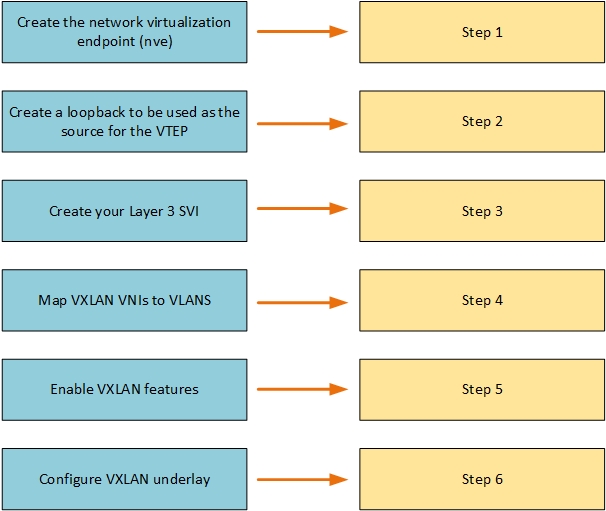 Create the network virtualization
endpoint (nve)
Step 1
Create a loopback to be used as the
source for the VTEP
Step 2
Create your Layer 3 SVI
Step 3
Map VXLAN VNIs to VLANS
Step 4
Enable VXLAN features
Step 5
Configure VXLAN underlay
Step 6